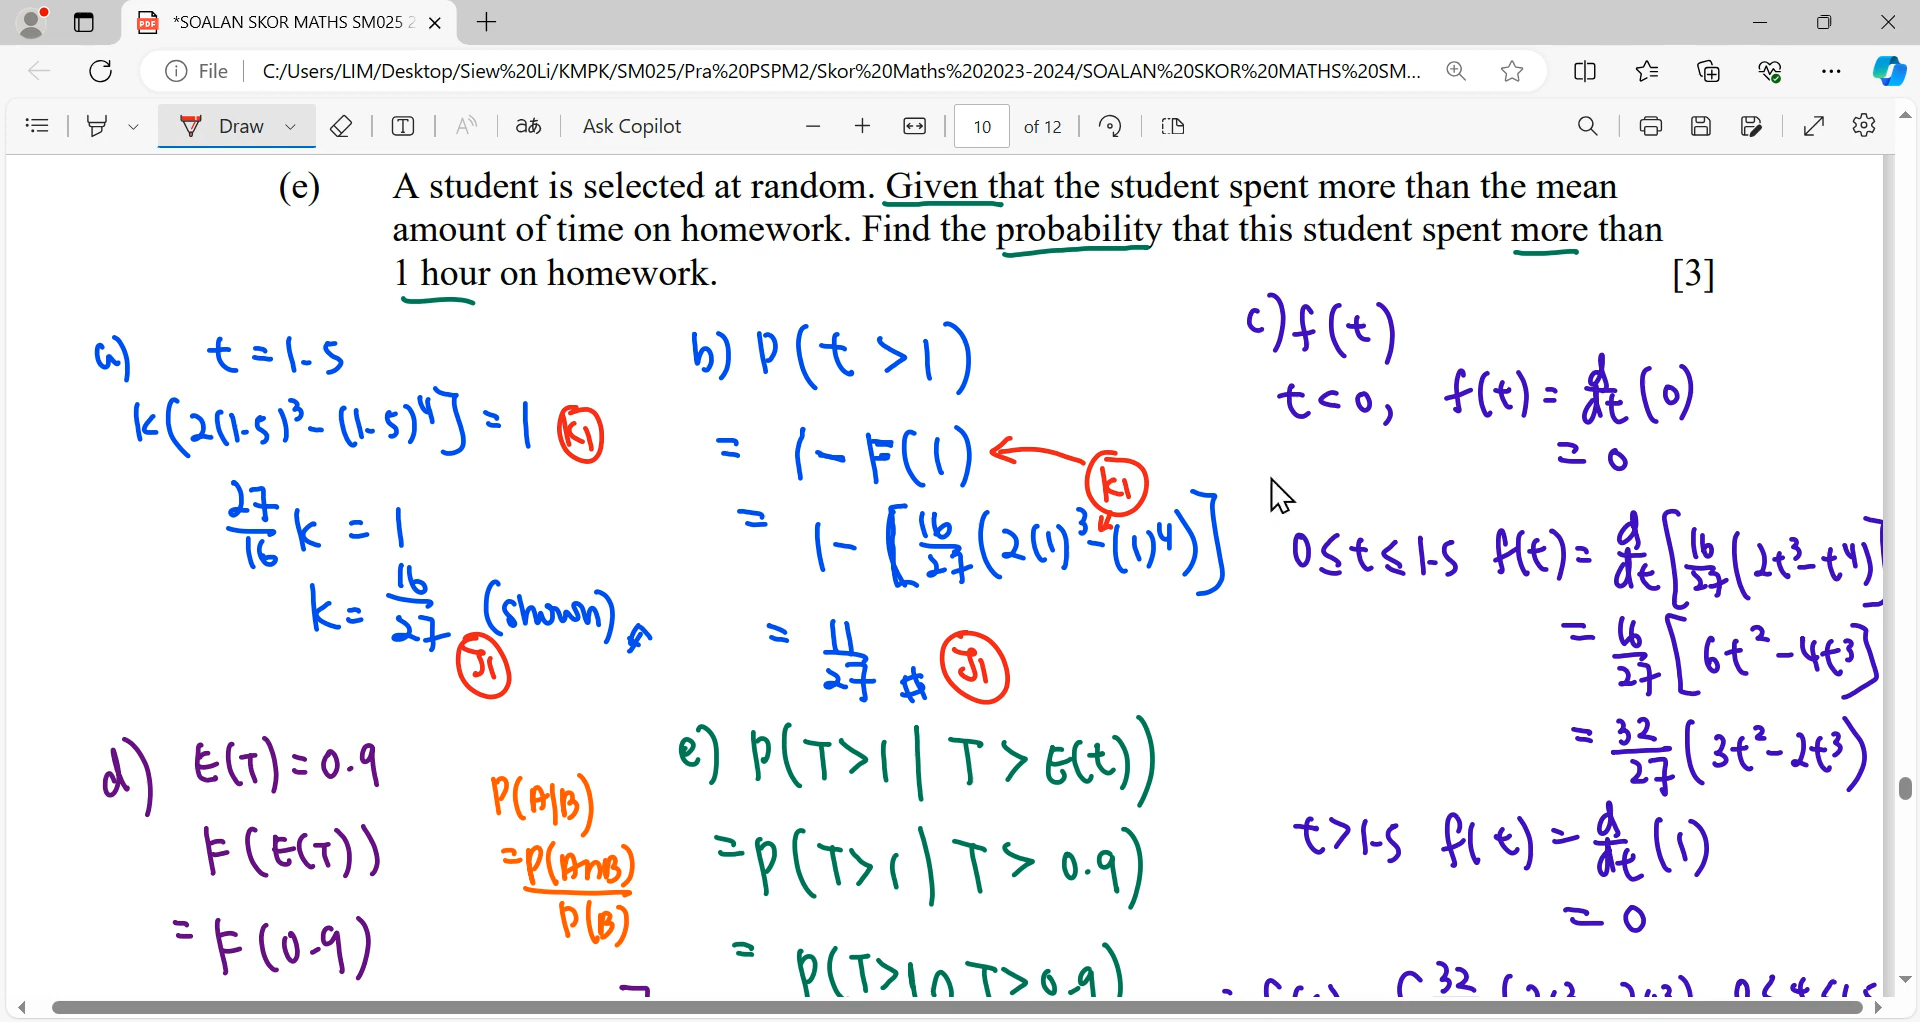 *SOALAN SKOR MATHS SM025 2
File
C:/Users/LIM/Desktop/Siew%20Li/KMPK/SM025/Pra%20PSPM2/Skor%20Maths%202023-2024/SOALAN%20SKOR%20MATHS%20SM...
Draw
Ask Copilot
10 of 12
(e) A student is selected at random. Given that the student spent more than the mean
amount of time on homework. Find the probability that this student spent more than
1 hour on homework. [3]
a) t = 1.5
k[2(1.5)³ - (1.5)⁴] = 1 K1
27/16 k = 1
k = 16/27 (shown)
J1
b) P(t > 1)
= 1 - F(1)
K1
= 1 - [16/27 (2(1)³ - (1)⁴)]
= 11/27 # J1
c) f(t)
t < 0, f(t) = d/dt (0)
= 0
0 ≤ t ≤ 1.5 f(t) = d/dt [16/27 (2t³ - t⁴)]
= 16/27 [6t² - 4t³]
= 32/27 (3t² - 2t³)
t > 1.5 f(t) = d/dt (1)
= 0
d) E(T) = 0.9
F(E(T))
= F(0.9)
P(A|B)
= P(A∩B)
P(B)
e) P(T > 1 | T > E(t))
= P(T > 1 | T > 0.9)
= P(T > 1 ∩ T > 0.9)